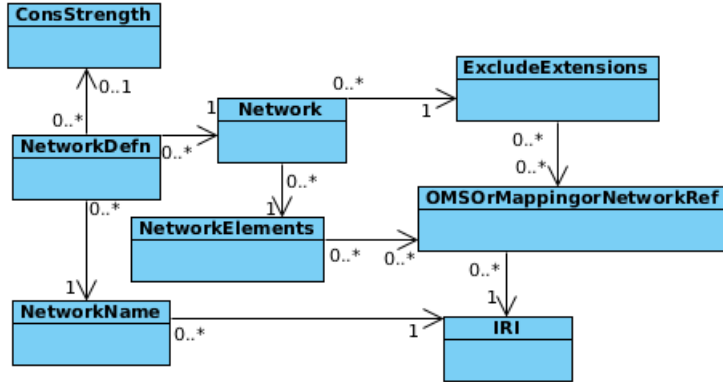 ConsStrength
0..1
0..*
NetworkDefn
0..*
1
Network
0..*
1
ExcludeExtensions
0..*
0..*
0..*
1
NetworkElements
0..*
0..*
OMSOrMappingorNetworkRef
0..*
1
NetworkName
0..*
1
0..*
1
IRI